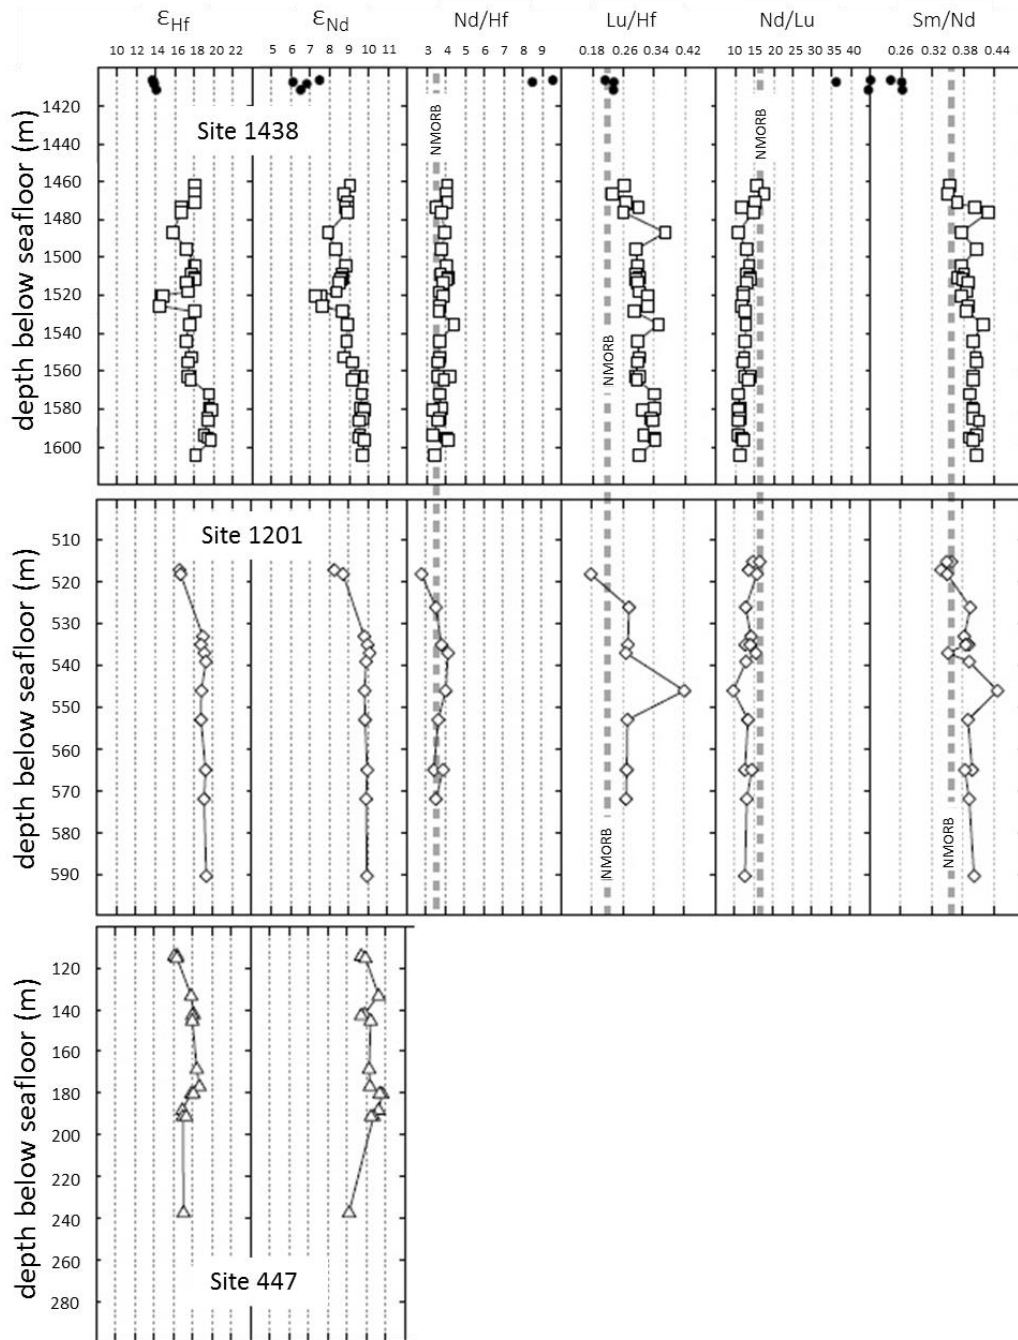 εHf εNd Nd/Hf Lu/Hf Nd/Lu Sm/Nd
10 12 14 16 18 20 22 5 6 7 8 9 10 11 3 4 5 6 7 8 9 0.18 0.26 0.34 0.42 10 15 20 25 30 35 40 0.26 0.32 0.38 0.44
depth below seafloor (m)
1420
1440
1460
1480
1500
1520
1540
1560
1580
1600
Site 1438
NMORB
NMORB
NMORB
depth below seafloor (m)
510
520
530
540
550
560
570
580
590
Site 1201
NMORB
NMORB
depth below seafloor (m)
120
140
160
180
200
220
240
260
280
Site 447